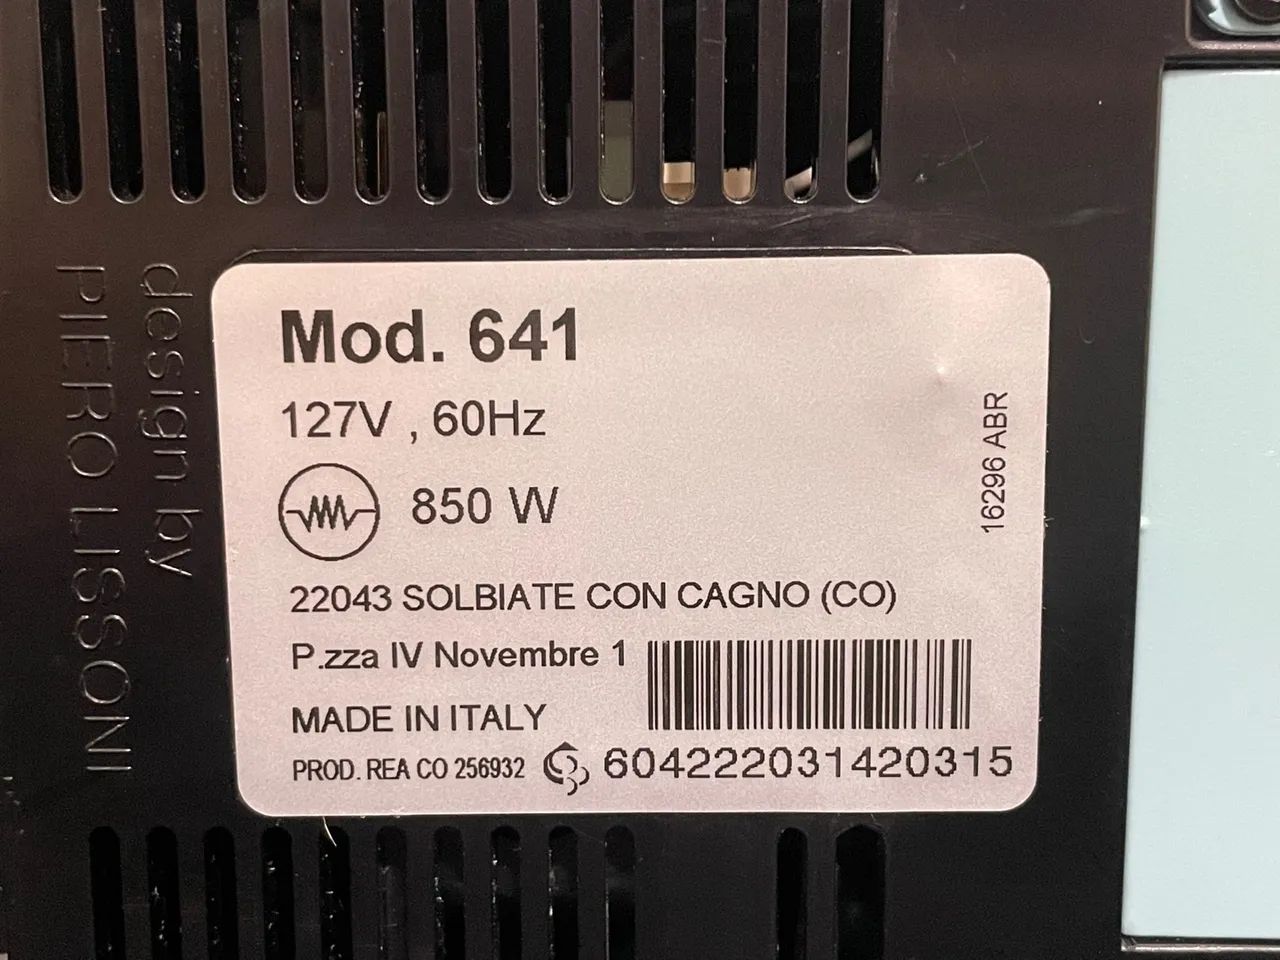 design by
PIERO LISSONI
Mod. 641
127V , 60Hz
850 W
22043 SOLBIATE CON CAGNO (CO)
P.zza IV Novembre 1
MADE IN ITALY
PROD. REA CO 256932
604222031420315
16296 ABR